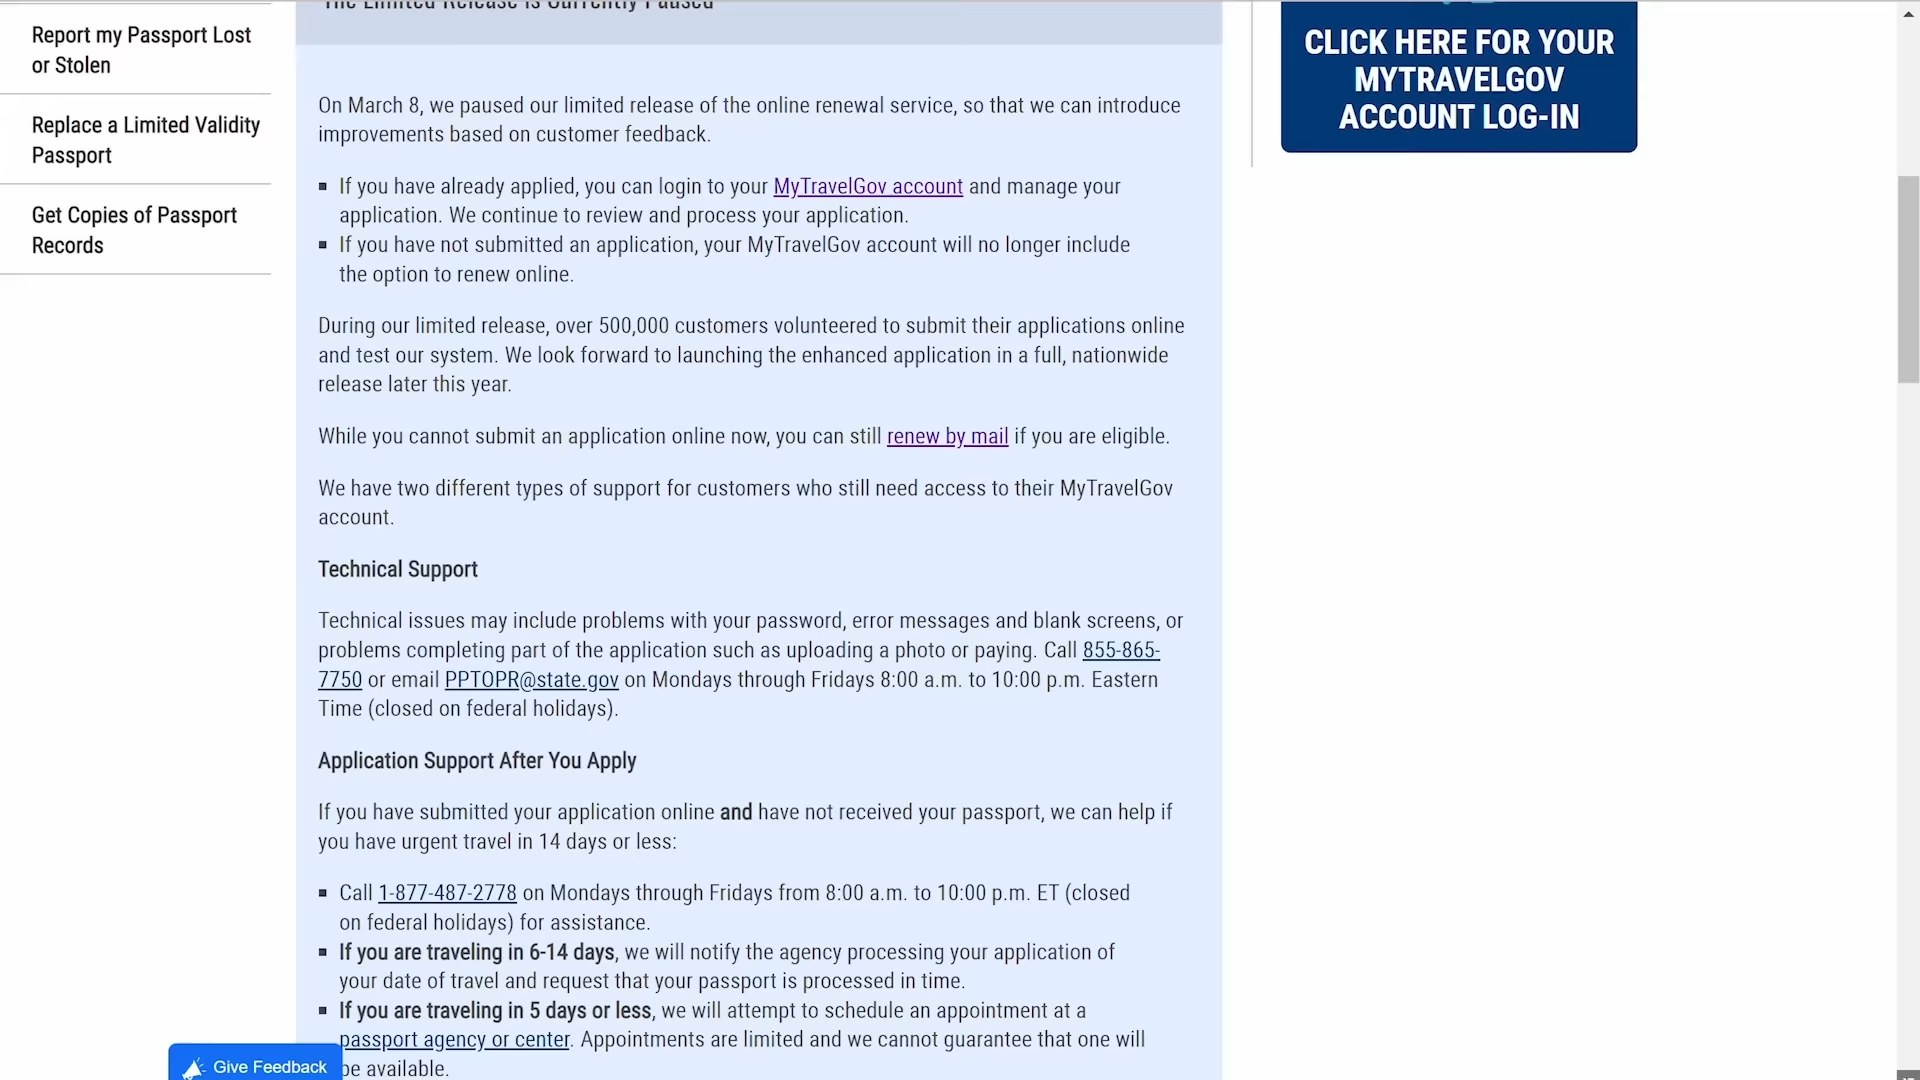 Report my Passport Lost
or Stolen
Replace a Limited Validity
Passport
Get Copies of Passport
Records
The Limited Release is Currently Paused
On March 8, we paused our limited release of the online renewal service, so that we can introduce
improvements based on customer feedback.
If you have already applied, you can login to your MyTravelGov account and manage your
application. We continue to review and process your application.
If you have not submitted an application, your MyTravelGov account will no longer include
the option to renew online.
During our limited release, over 500,000 customers volunteered to submit their applications online
and test our system. We look forward to launching the enhanced application in a full, nationwide
release later this year.
While you cannot submit an application online now, you can still renew by mail if you are eligible.
We have two different types of support for customers who still need access to their MyTravelGov
account.
Technical Support
Technical issues may include problems with your password, error messages and blank screens, or
problems completing part of the application such as uploading a photo or paying. Call 855-865-
7750 or email PPTOPR@state.gov on Mondays through Fridays 8:00 a.m. to 10:00 p.m. Eastern
Time (closed on federal holidays).
Application Support After You Apply
If you have submitted your application online and have not received your passport, we can help if
you have urgent travel in 14 days or less:
Call 1-877-487-2778 on Mondays through Fridays from 8:00 a.m. to 10:00 p.m. ET (closed
on federal holidays) for assistance.
If you are traveling in 6-14 days, we will notify the agency processing your application of
your date of travel and request that your passport is processed in time.
If you are traveling in 5 days or less, we will attempt to schedule an appointment at a
passport agency or center. Appointments are limited and we cannot guarantee that one will
be available.
CLICK HERE FOR YOUR
MYTRAVELGOV
ACCOUNT LOG-IN
Give Feedback